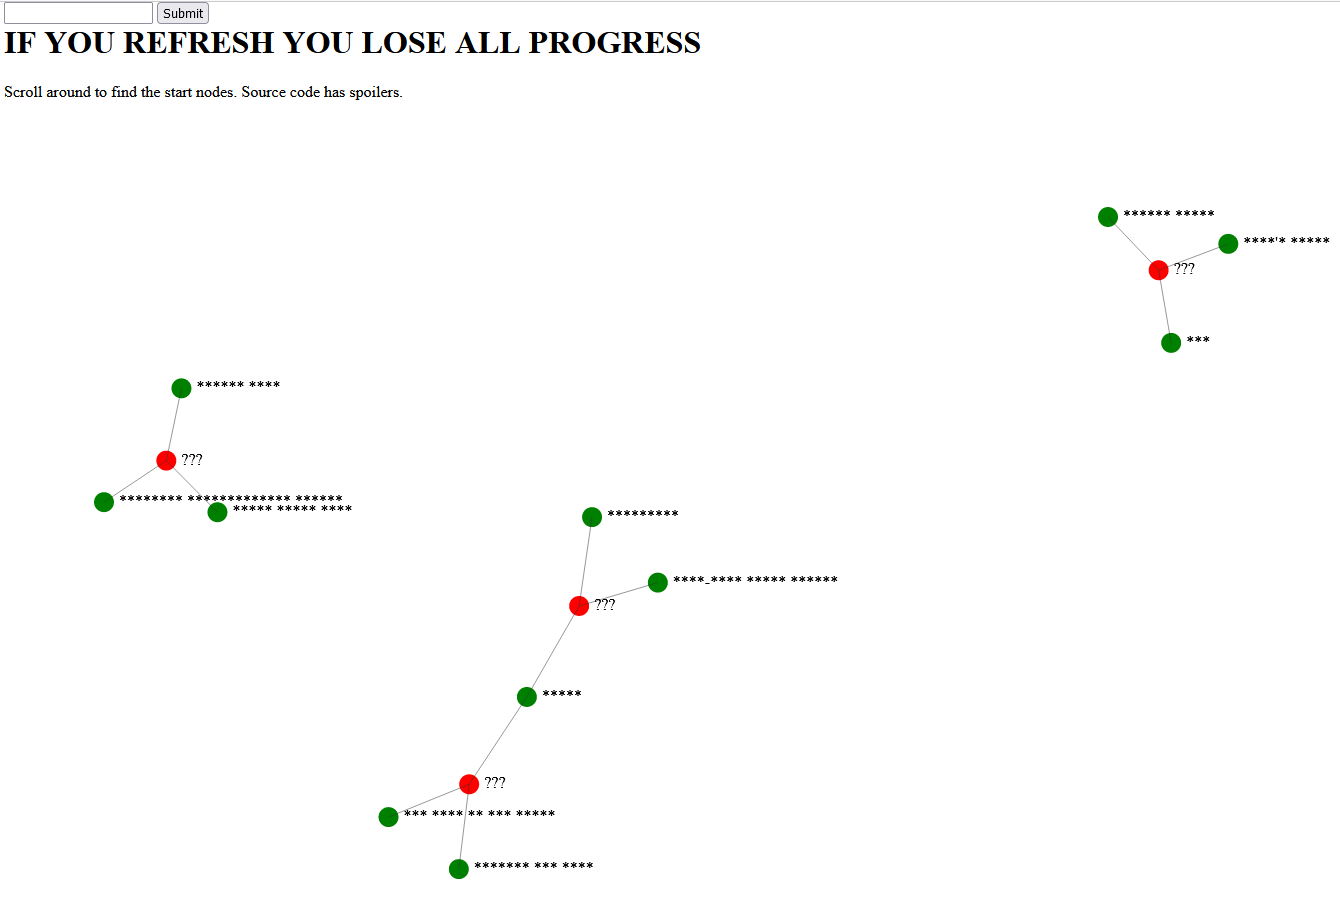 Submit
IF YOU REFRESH YOU LOSE ALL PROGRESS
Scroll around to find the start nodes. Source code has spoilers.
****** *****
****'* *****
???
***
****** ****
???
******** ************ ******
***** ***** ****
*********
****-**** ***** ******
???
*****
???
*** **** ** *** *****
******* *** ****